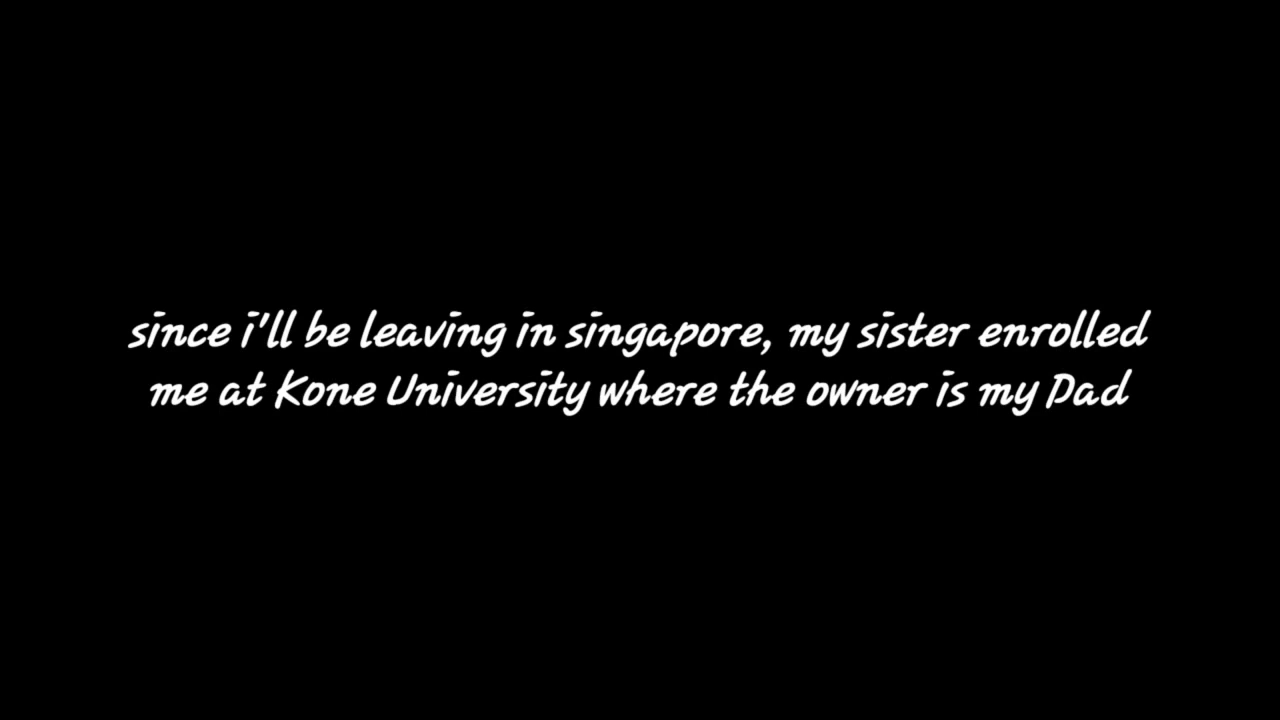 since i'll be leaving in singapore, my sister enrolled
me at Kone University where the owner is my Dad